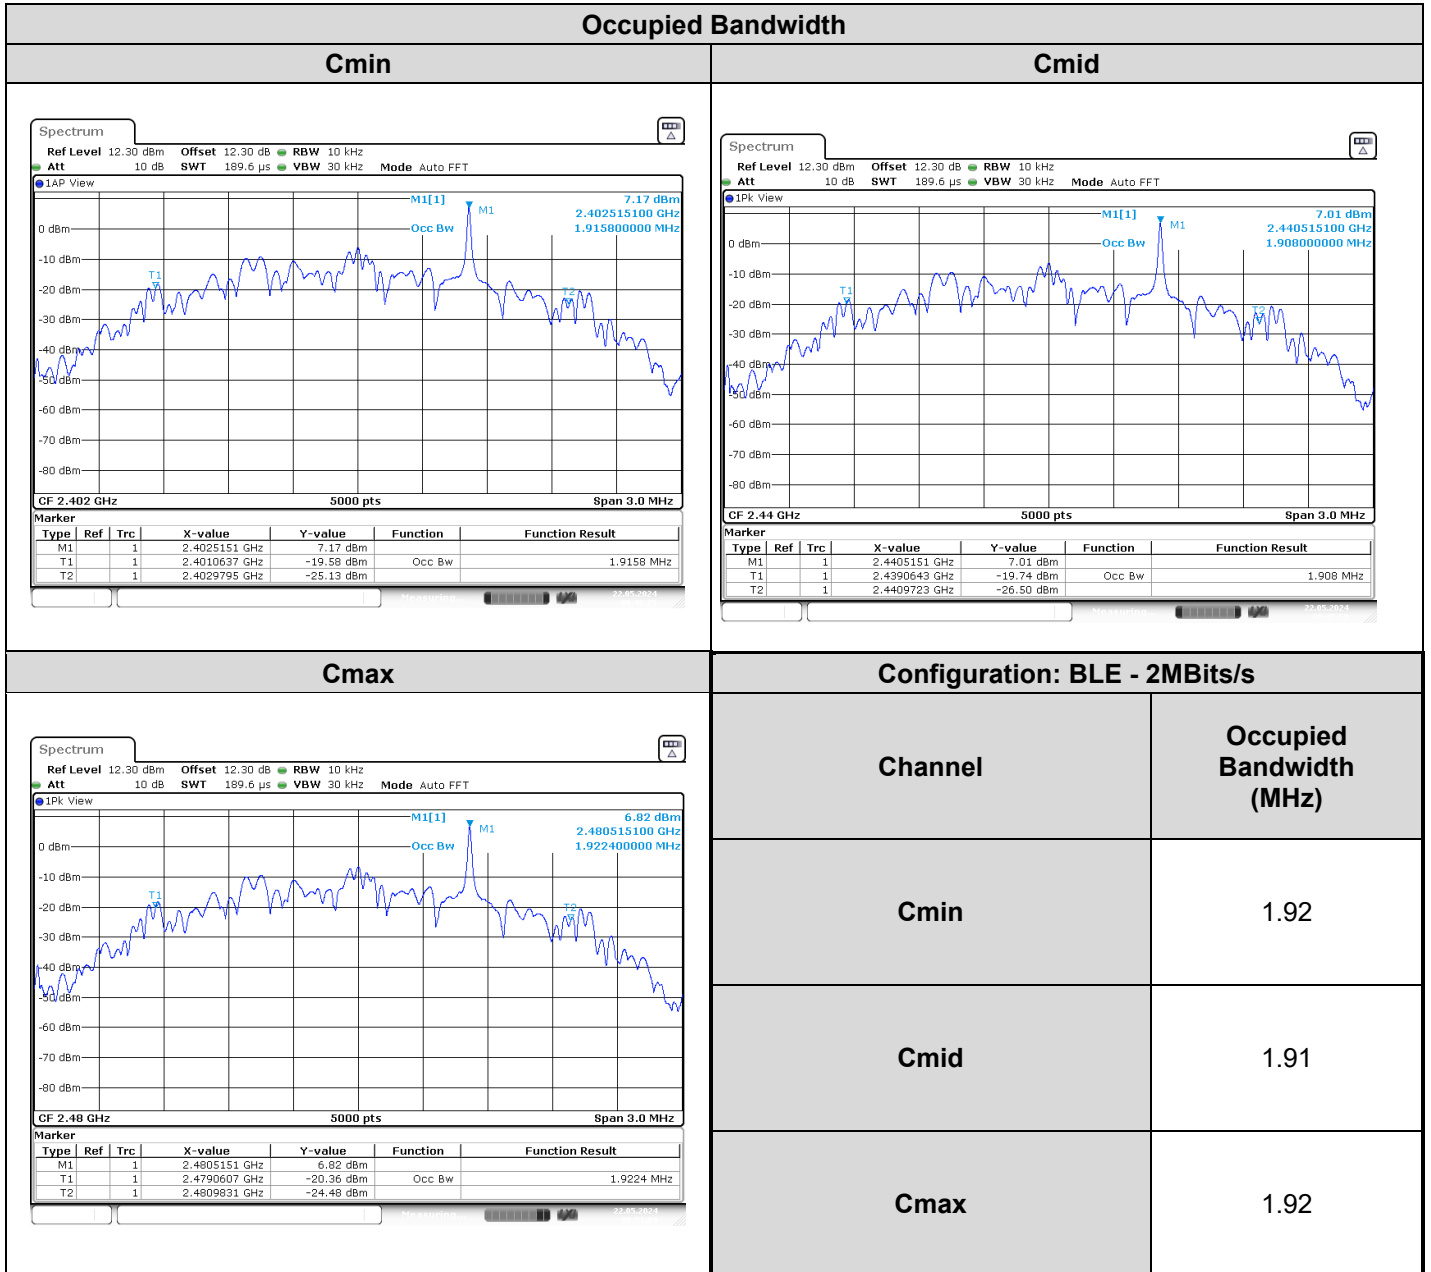 Occupied Bandwidth
Cmin
Cmid
Spectrum
Ref Level 12.30 dBm Offset 12.30 dB RBW 10 kHz
Att 10 dB SWT 189.6 µs VBW 30 kHz Mode Auto FFT
1AP View
M1[1] 7.17 dBm
2.402515100 GHz
Occ Bw 1.915800000 MHz
M1
T1
T2
0 dBm
-10 dBm
-20 dBm
-30 dBm
-40 dBm
-50 dBm
-60 dBm
-70 dBm
-80 dBm
CF 2.402 GHz 5000 pts Span 3.0 MHz
Marker
Type Ref Trc X-value Y-value Function Function Result
M1 1 2.4025151 GHz 7.17 dBm
T1 1 2.4010637 GHz -19.58 dBm Occ Bw 1.9158 MHz
T2 1 2.4029795 GHz -25.13 dBm
Measuring... 22.05.2024
Spectrum
Ref Level 12.30 dBm Offset 12.30 dB RBW 10 kHz
Att 10 dB SWT 189.6 µs VBW 30 kHz Mode Auto FFT
1Pk View
M1[1] 7.01 dBm
2.440515100 GHz
Occ Bw 1.908000000 MHz
M1
T1
T2
0 dBm
-10 dBm
-20 dBm
-30 dBm
-40 dBm
-50 dBm
-60 dBm
-70 dBm
-80 dBm
CF 2.44 GHz 5000 pts Span 3.0 MHz
Marker
Type Ref Trc X-value Y-value Function Function Result
M1 1 2.4405151 GHz 7.01 dBm
T1 1 2.4390643 GHz -19.74 dBm Occ Bw 1.908 MHz
T2 1 2.4409723 GHz -26.50 dBm
Measuring... 22.05.2024
Cmax
Spectrum
Ref Level 12.30 dBm Offset 12.30 dB RBW 10 kHz
Att 10 dB SWT 189.6 µs VBW 30 kHz Mode Auto FFT
1Pk View
M1[1] 6.82 dBm
2.480515100 GHz
Occ Bw 1.922400000 MHz
M1
T1
T2
0 dBm
-10 dBm
-20 dBm
-30 dBm
-40 dBm
-50 dBm
-60 dBm
-70 dBm
-80 dBm
CF 2.48 GHz 5000 pts Span 3.0 MHz
Marker
Type Ref Trc X-value Y-value Function Function Result
M1 1 2.4805151 GHz 6.82 dBm
T1 1 2.4790607 GHz -20.36 dBm Occ Bw 1.9224 MHz
T2 1 2.4809831 GHz -24.48 dBm
Measuring... 22.05.2024
Configuration: BLE - 2MBits/s
Channel
Occupied
Bandwidth
(MHz)
Cmin 1.92
Cmid 1.91
Cmax 1.92